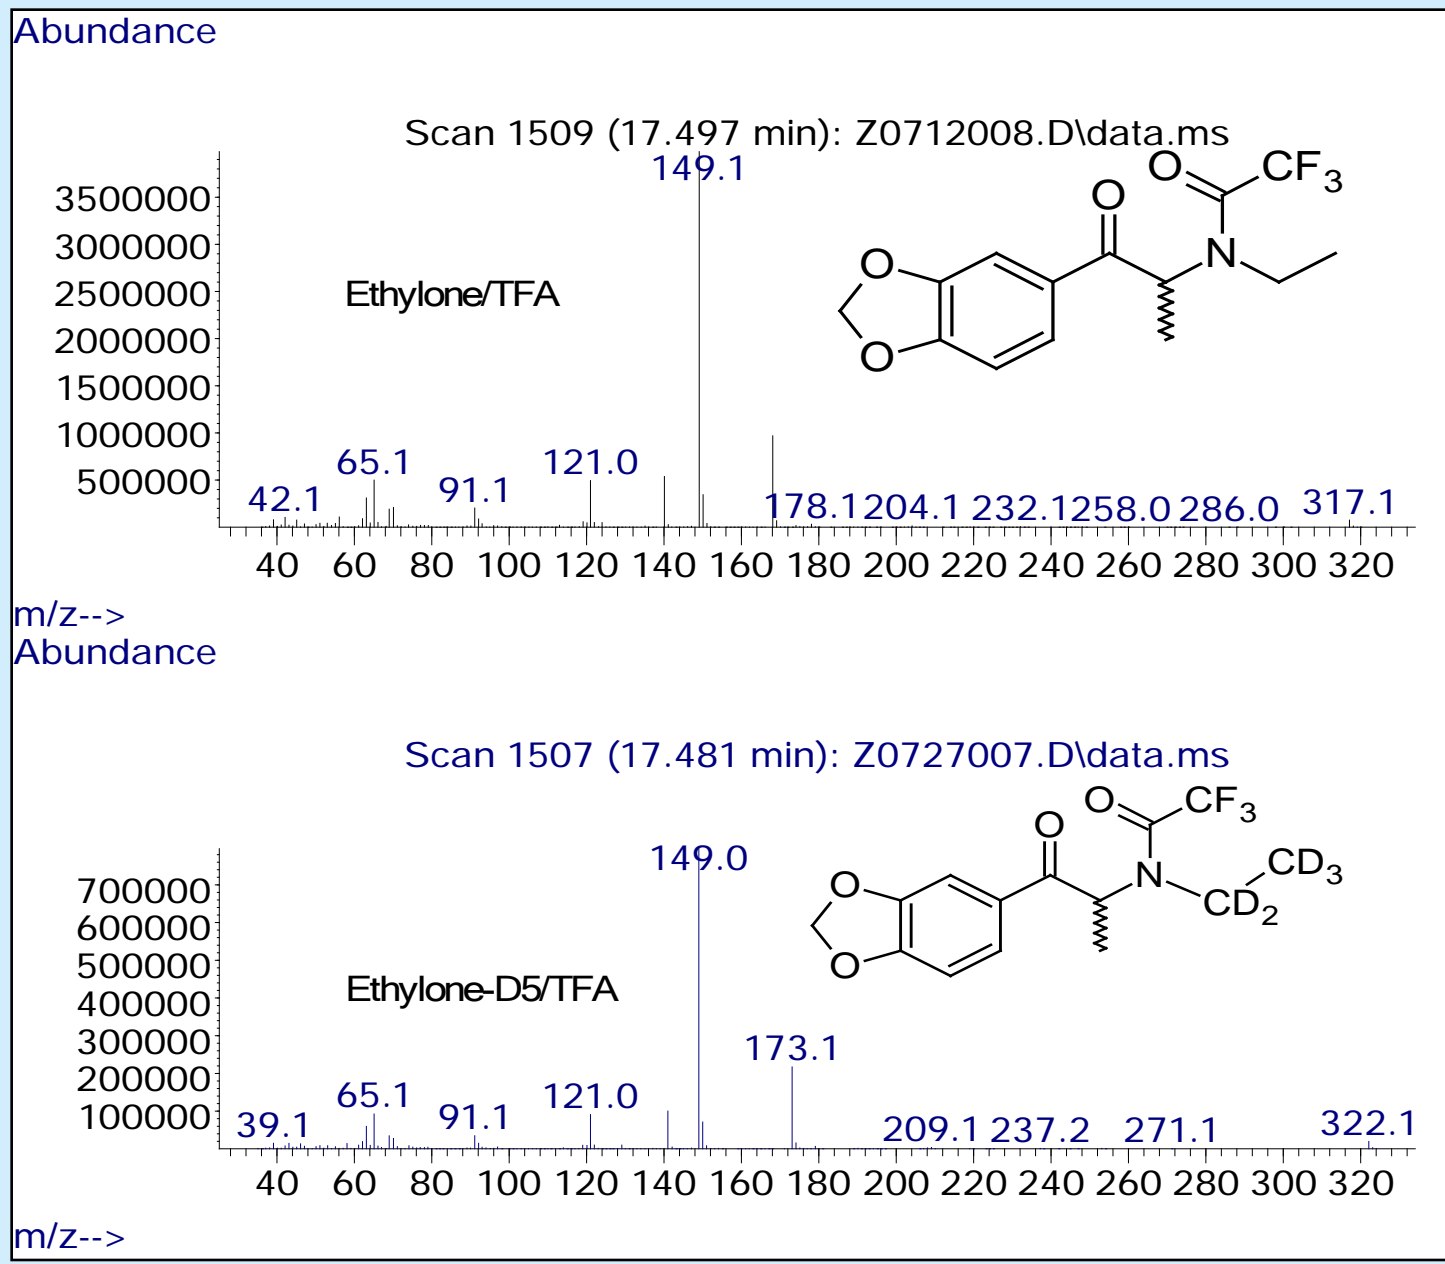 Abundance
Scan 1509 (17.497 min): Z0712008.D\data.ms
149.1
O CF3
O
3500000
3000000
N
O
2500000
Ethylone/TFA
2000000
O
1500000
1000000
65.1 121.0
500000
42.1 91.1 178.1 204.1 232.1 258.0 286.0 317.1
40 60 80 100 120 140 160 180 200 220 240 260 280 300 320
m/z-->
Abundance
Scan 1507 (17.481 min): Z0727007.D\data.ms
O CF3
O
149.0
CD3
N
O
700000
CD2
600000
O
500000
Ethylone-D5/TFA
400000
300000
173.1
200000
65.1 121.0
100000
39.1 91.1 209.1 237.2 271.1 322.1
40 60 80 100 120 140 160 180 200 220 240 260 280 300 320
m/z-->